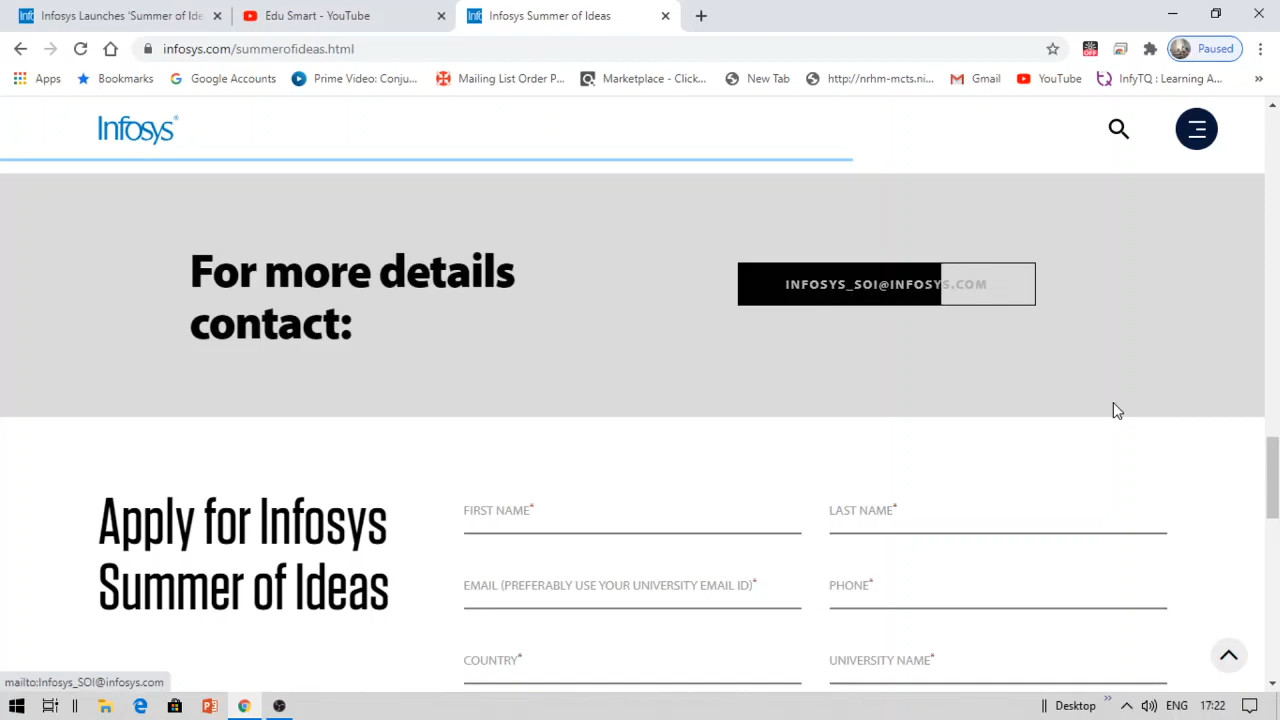 Infosys Launches 'Summer of Ide
Edu Smart - YouTube
Infosys Summer of Ideas
infosys.com/summerofideas.html
Paused
Apps
Bookmarks
Google Accounts
Prime Video: Conju...
Mailing List Order P...
Marketplace - Click...
New Tab
http://nrhm-mcts.ni...
Gmail
YouTube
InfyTQ : Learning A...
»
Infosys®
For more details
contact:
INFOSYS_SOI@INFOSYS.COM
Apply for Infosys
Summer of Ideas
FIRST NAME*
LAST NAME*
EMAIL (PREFERABLY USE YOUR UNIVERSITY EMAIL ID)*
PHONE*
COUNTRY*
UNIVERSITY NAME*
mailto:Infosys_SOI@infosys.com
Desktop
»
ENG
17:22